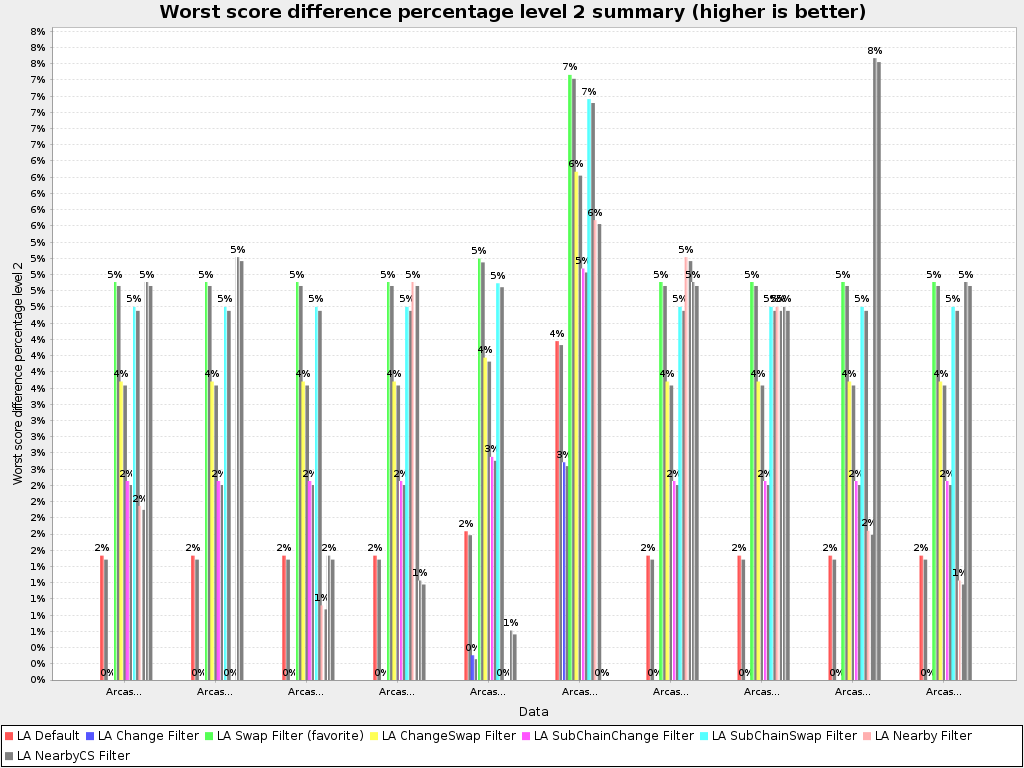 Worst score difference percentage level 2 summary (higher is better)
Worst score difference percentage level 2
8%
8%
8%
7%
7%
7%
7%
7%
6%
6%
6%
6%
6%
5%
5%
5%
5%
5%
4%
4%
4%
4%
4%
3%
3%
3%
3%
3%
2%
2%
2%
2%
2%
1%
1%
1%
1%
1%
0%
0%
0%
2% 0% 5% 4% 2% 5% 2% 5%
2% 0% 5% 4% 2% 5% 0% 5%
2% 0% 5% 4% 2% 5% 1% 2%
2% 0% 5% 4% 2% 5% 5% 1%
2% 0% 5% 4% 3% 5% 0% 1%
4% 3% 7% 6% 5% 7% 6% 0%
2% 0% 5% 4% 2% 5% 5% 5%
2% 0% 5% 4% 2% 5% 5% 5%
2% 0% 5% 4% 2% 5% 2% 8%
2% 0% 5% 4% 2% 5% 1% 5%
Arcas... Arcas... Arcas... Arcas... Arcas... Arcas... Arcas... Arcas... Arcas... Arcas...
Data
LA Default LA Change Filter LA Swap Filter (favorite) LA ChangeSwap Filter LA SubChainChange Filter LA SubChainSwap Filter LA Nearby Filter
LA NearbyCS Filter